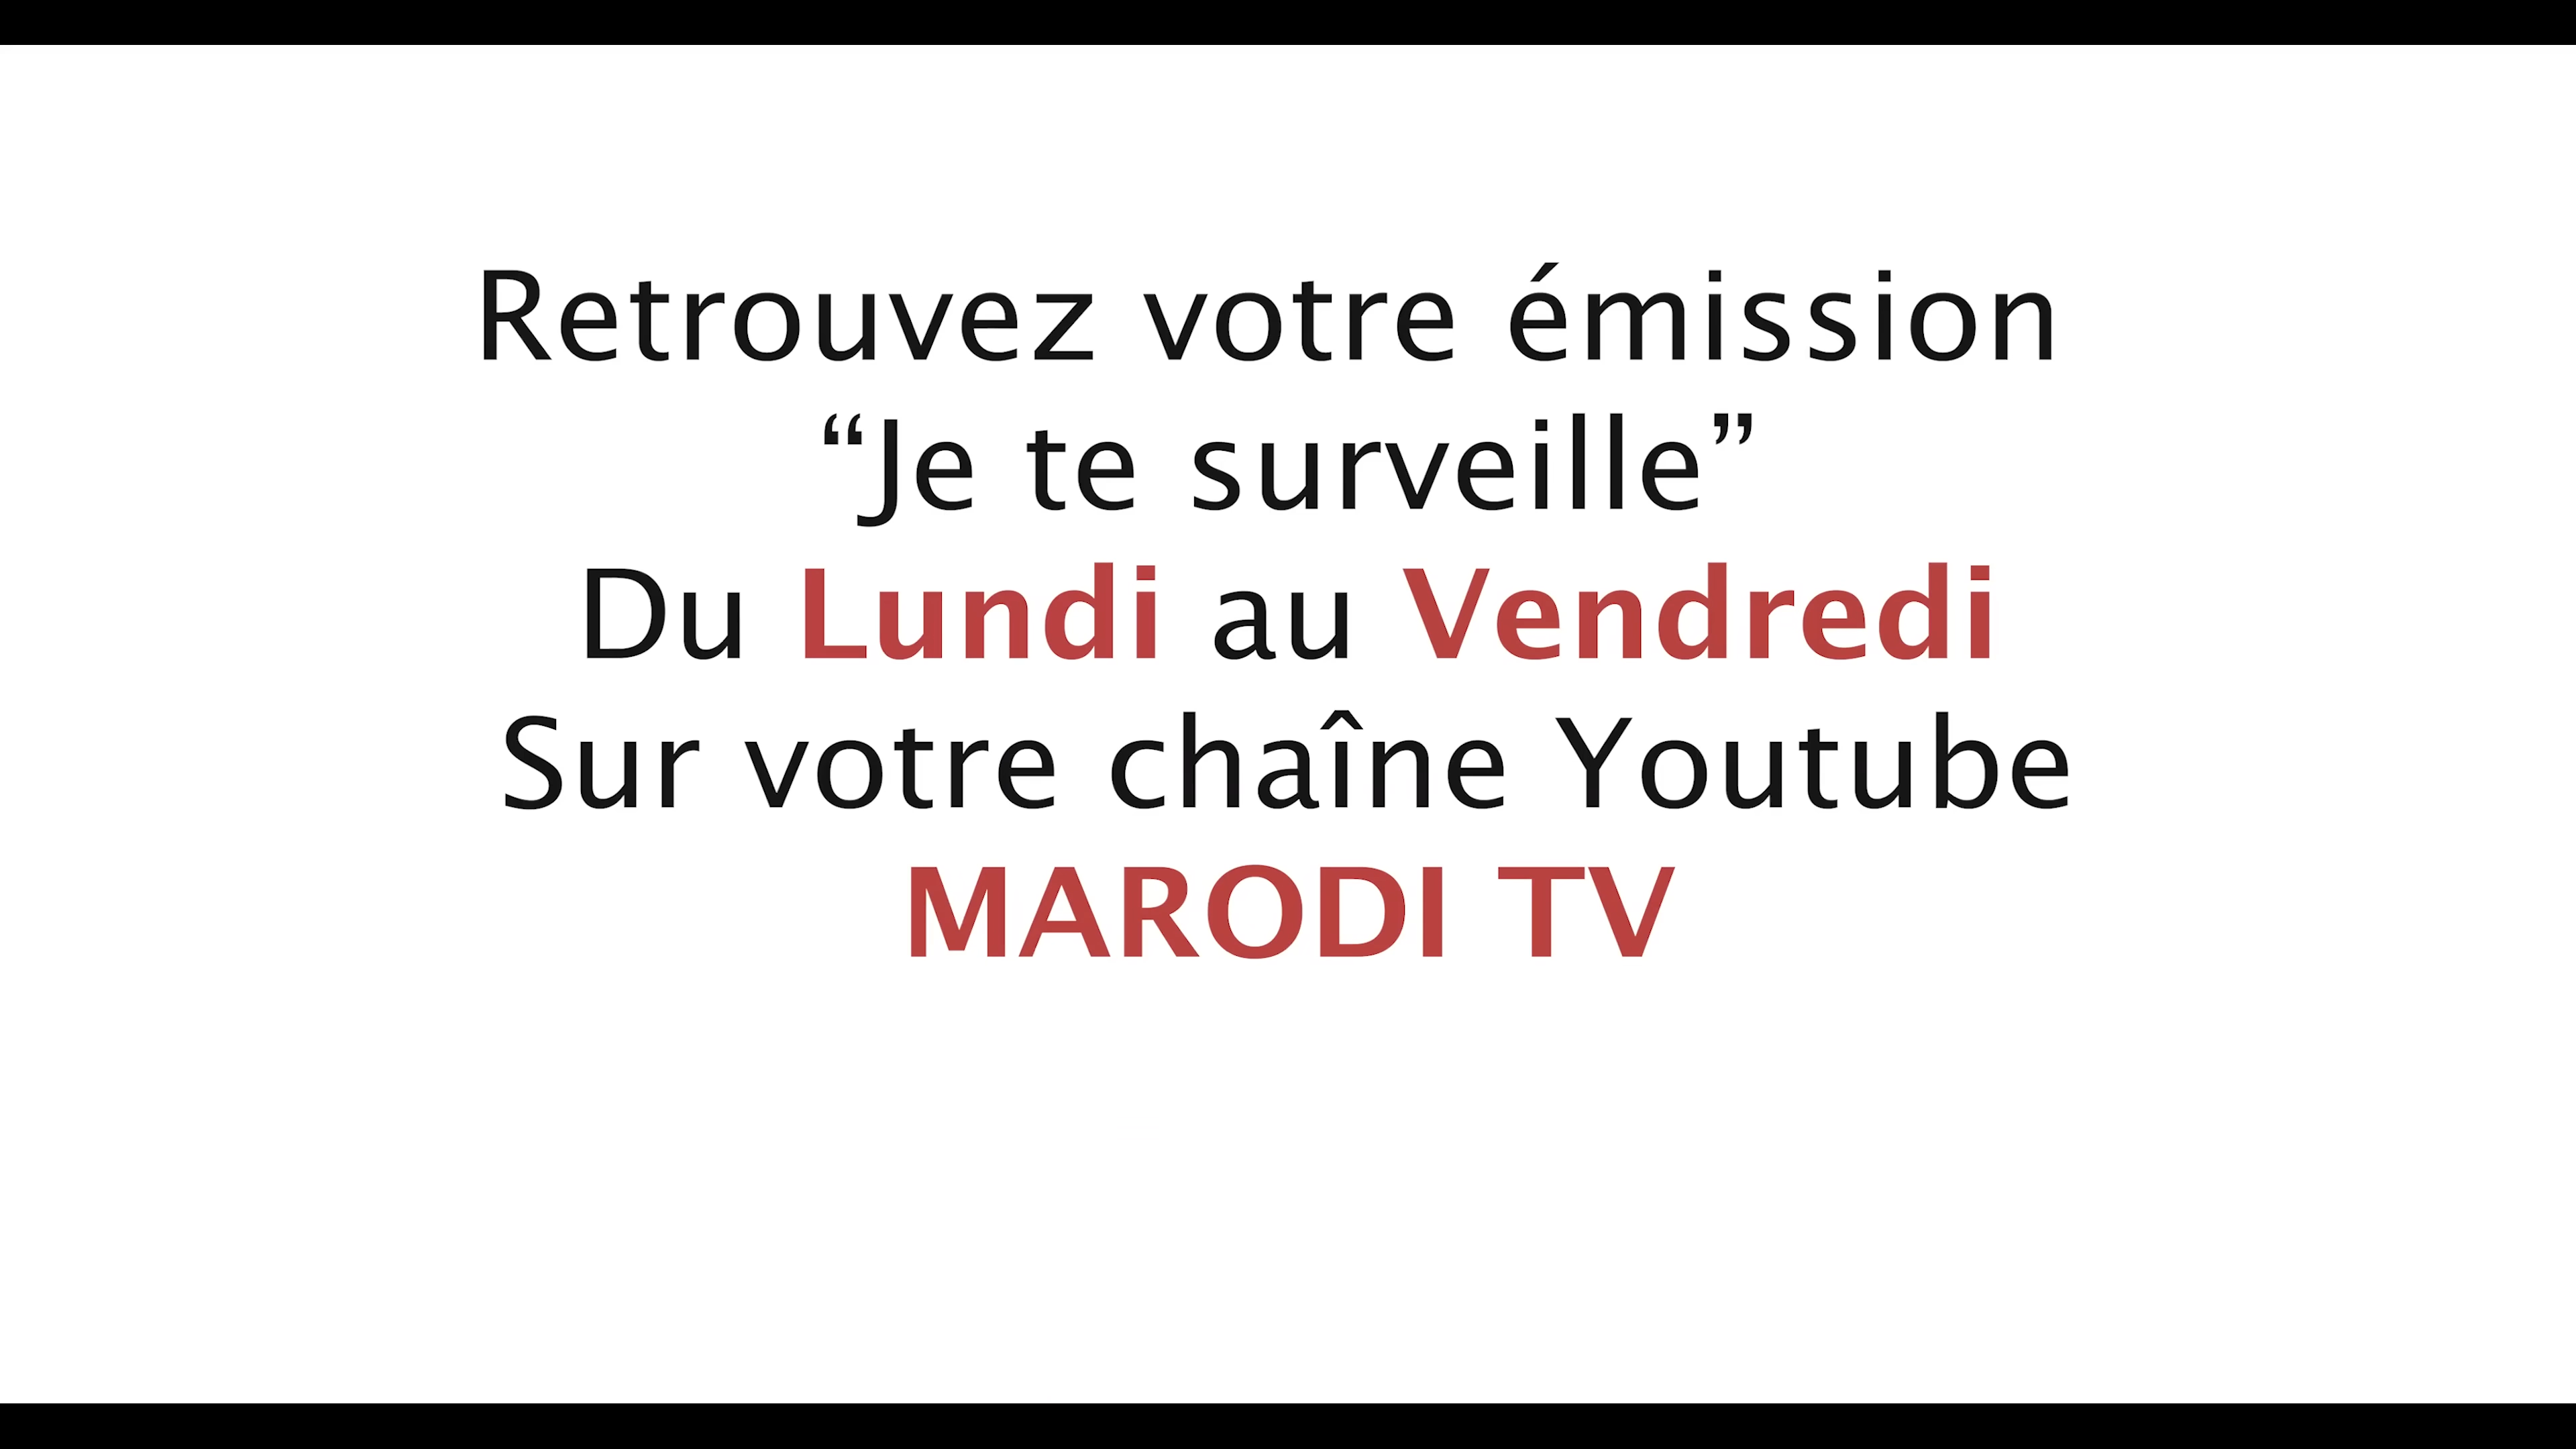 Retrouvez votre émission
“Je te surveille”
Du Lundi au Vendredi
Sur votre chaîne Youtube
MARODI TV